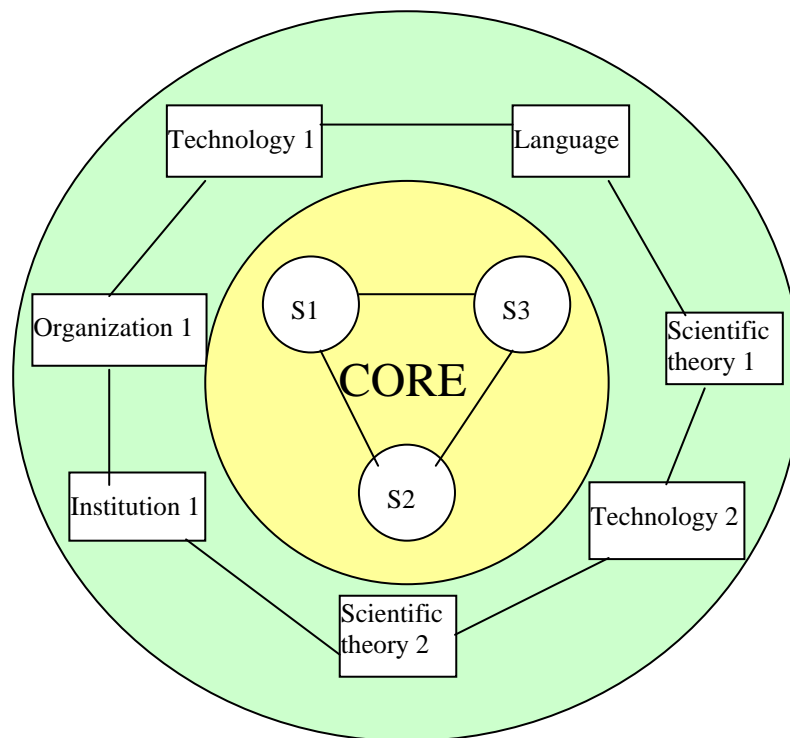 Technology 1
Language
S1
S3
Organization 1
Scientific
theory 1
CORE
Institution 1
S2
Technology 2
Scientific
theory 2